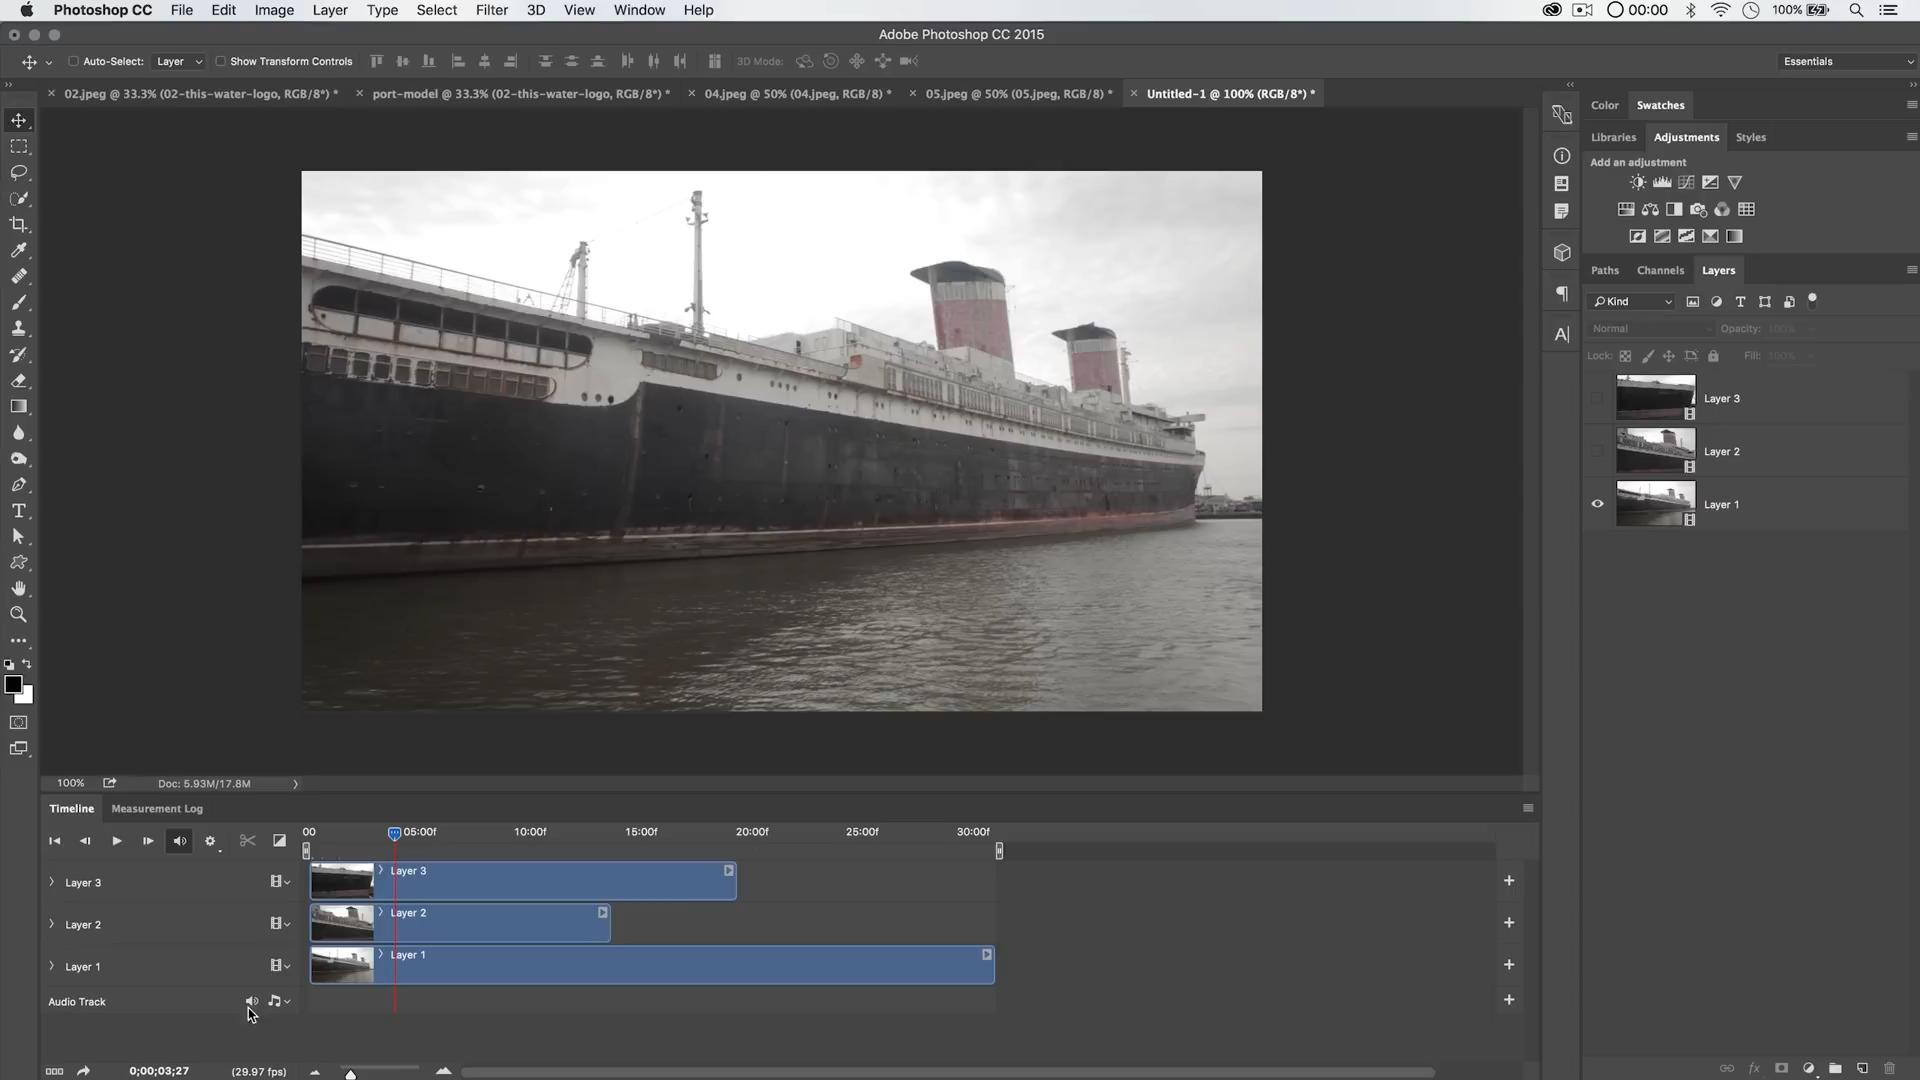 Photoshop CC File Edit Image Layer Type Select Filter 3D View Window Help 00:00 100%
Adobe Photoshop CC 2015
Auto-Select: Layer Show Transform Controls 3D Mode: Essentials
02.jpeg @ 33.3% (02-this-water-logo, RGB/8*) * port-model @ 33.3% (02-this-water-logo, RGB/8*) * 04.jpeg @ 50% (04.jpeg, RGB/8) * 05.jpeg @ 50% (05.jpeg, RGB/8) * Untitled-1 @ 100% (RGB/8*) *
Color Swatches
Libraries Adjustments Styles
Add an adjustment
Paths Channels Layers
Kind
Normal Opacity: 100%
Lock: Fill: 100%
Layer 3
Layer 2
Layer 1
100% Doc: 5.93M/17.8M
Timeline Measurement Log
00 05:00f 10:00f 15:00f 20:00f 25:00f 30:00f
Layer 3 Layer 3
Layer 2 Layer 2
Layer 1 Layer 1
Audio Track
0;00;03;27 (29.97 fps)